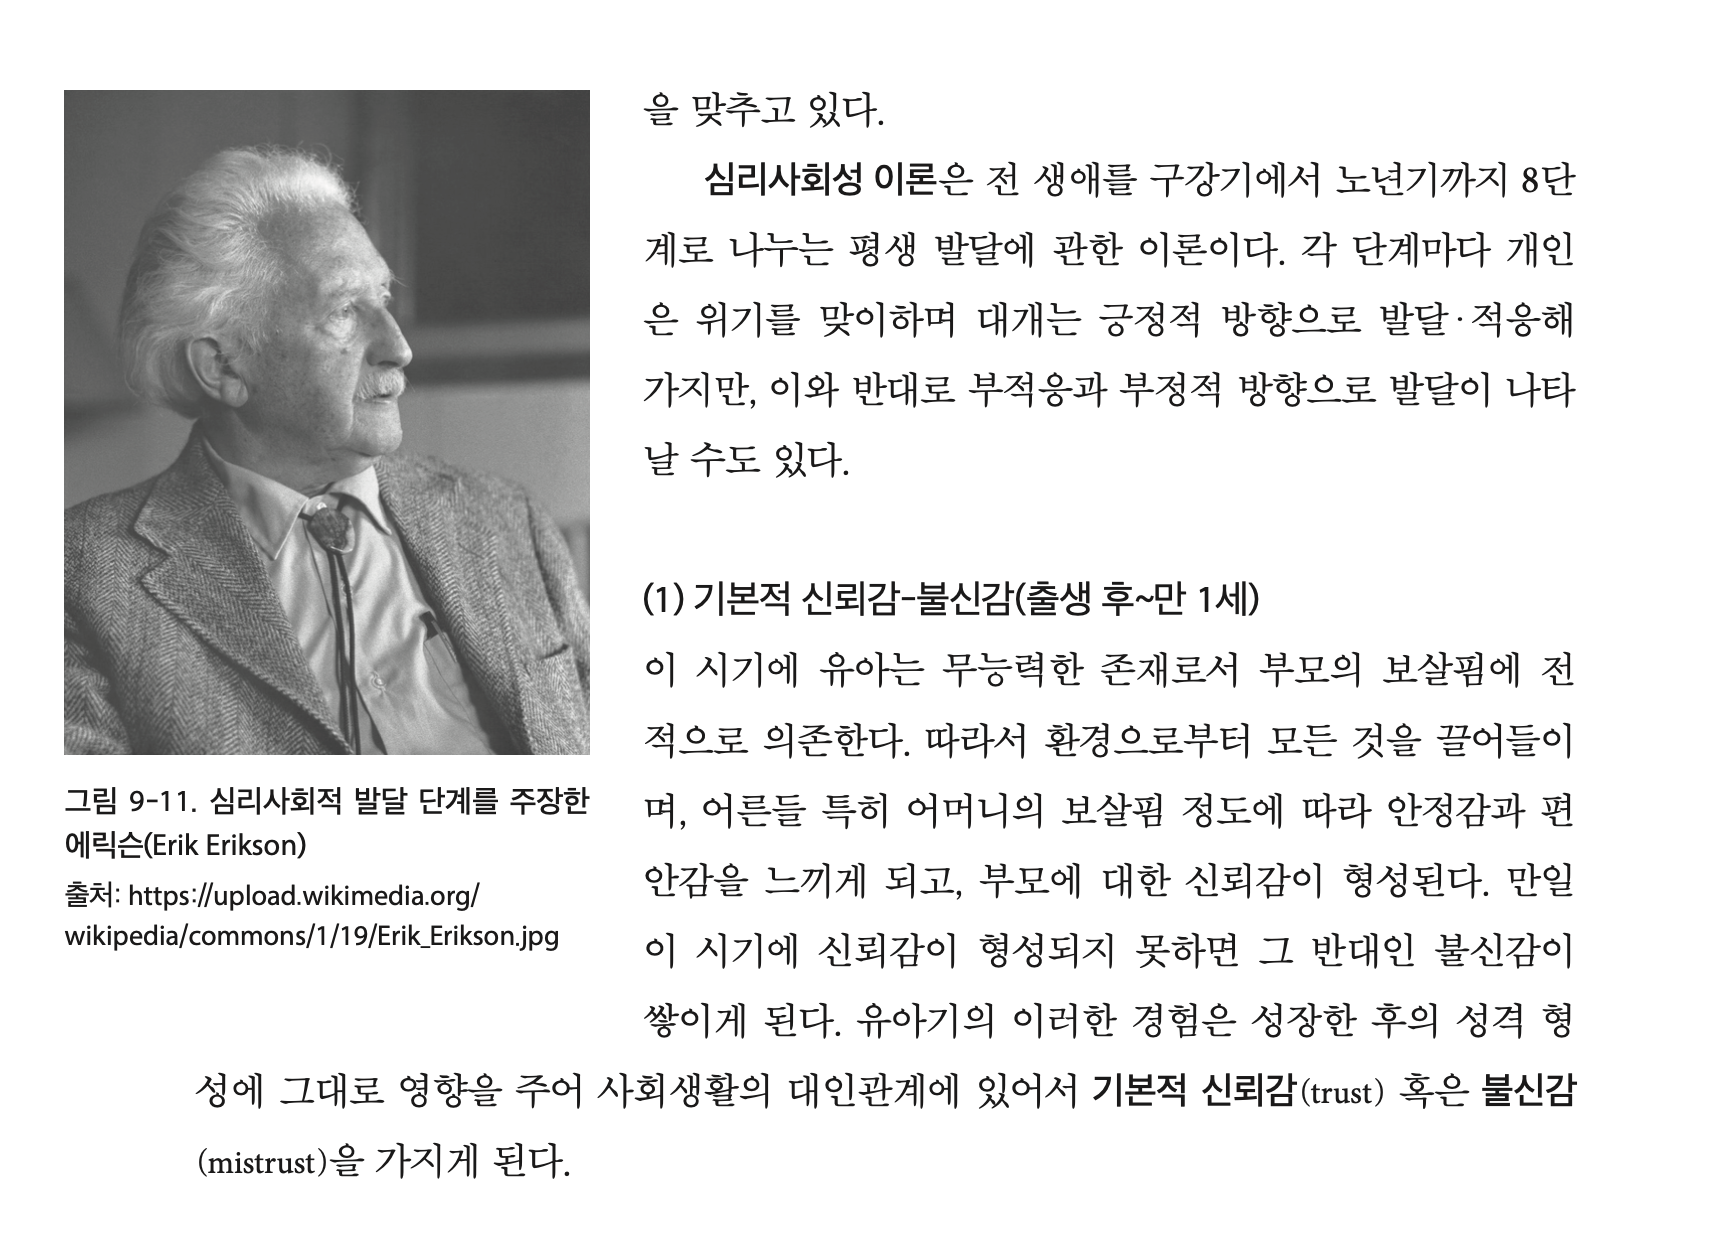 을 맞추고 있다.
심리사회성 이론은 전 생애를 구강기에서 노년기까지 8단
계로 나누는 평생 발달에 관한 이론이다. 각 단계마다 개인
은 위기를 맞이하며 대개는 긍정적 방향으로 발달·적응해
가지만, 이와 반대로 부적응과 부정적 방향으로 발달이 나타
날 수도 있다.
(1) 기본적 신뢰감-불신감(출생 후~만 1세)
이 시기에 유아는 무능력한 존재로서 부모의 보살핌에 전
적으로 의존한다. 따라서 환경으로부터 모든 것을 끌어들이
며, 어른들 특히 어머니의 보살핌 정도에 따라 안정감과 편
안감을 느끼게 되고, 부모에 대한 신뢰감이 형성된다. 만일
이 시기에 신뢰감이 형성되지 못하면 그 반대인 불신감이
쌓이게 된다. 유아기의 이러한 경험은 성장한 후의 성격 형
성에 그대로 영향을 주어 사회생활의 대인관계에 있어서 기본적 신뢰감(trust) 혹은 불신감
(mistrust)을 가지게 된다.
그림 9-11. 심리사회적 발달 단계를 주장한
에릭슨(Erik Erikson)
출처: https://upload.wikimedia.org/
wikipedia/commons/1/19/Erik_Erikson.jpg